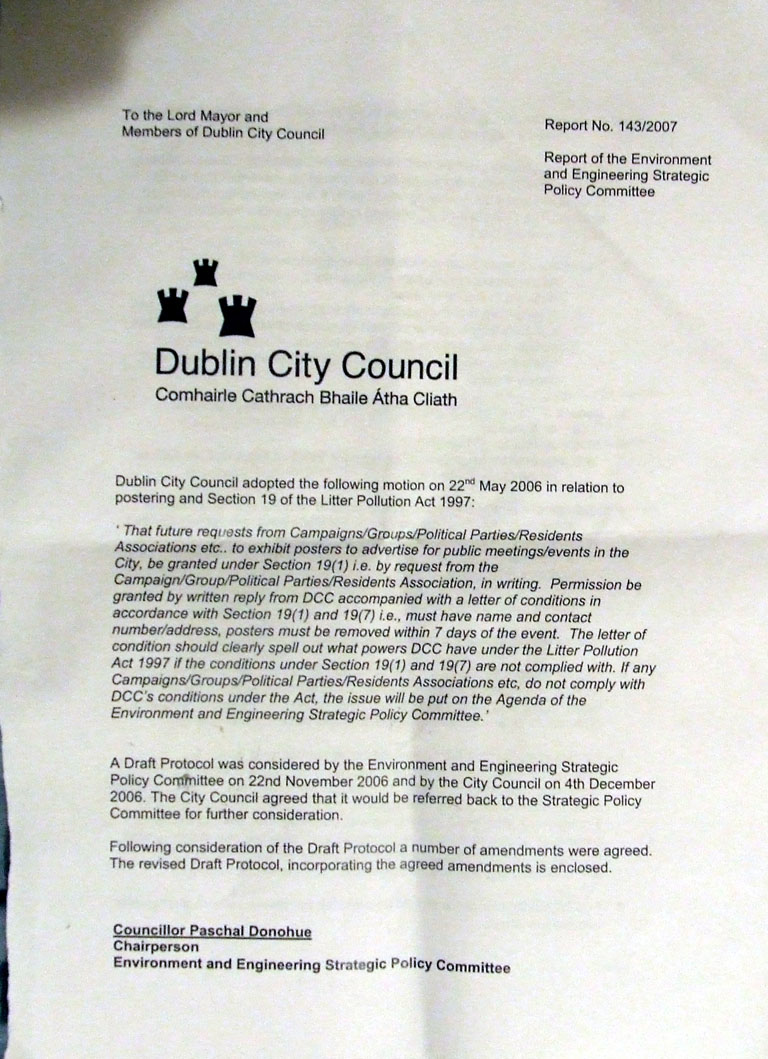 To the Lord Mayor and
Members of Dublin City Council
Report No. 143/2007
Report of the Environment
and Engineering Strategic
Policy Committee
Dublin City Council
Comhairle Cathrach Bhaile Átha Cliath
Dublin City Council adopted the following motion on 22nd May 2006 in relation to
postering and Section 19 of the Litter Pollution Act 1997:
' That future requests from Campaigns/Groups/Political Parties/Residents
Associations etc.. to exhibit posters to advertise for public meetings/events in the
City, be granted under Section 19(1) i.e. by request from the
Campaign/Group/Political Parties/Residents Association, in writing. Permission be
granted by written reply from DCC accompanied with a letter of conditions in
accordance with Section 19(1) and 19(7) i.e., must have name and contact
number/address, posters must be removed within 7 days of the event. The letter of
condition should clearly spell out what powers DCC have under the Litter Pollution
Act 1997 if the conditions under Section 19(1) and 19(7) are not complied with. If any
Campaigns/Groups/Political Parties/Residents Associations etc, do not comply with
DCC's conditions under the Act, the issue will be put on the Agenda of the
Environment and Engineering Strategic Policy Committee.'
A Draft Protocol was considered by the Environment and Engineering Strategic
Policy Committee on 22nd November 2006 and by the City Council on 4th December
2006. The City Council agreed that it would be referred back to the Strategic Policy
Committee for further consideration.
Following consideration of the Draft Protocol a number of amendments were agreed.
The revised Draft Protocol, incorporating the agreed amendments is enclosed.
Councillor Paschal Donohue
Chairperson
Environment and Engineering Strategic Policy Committee